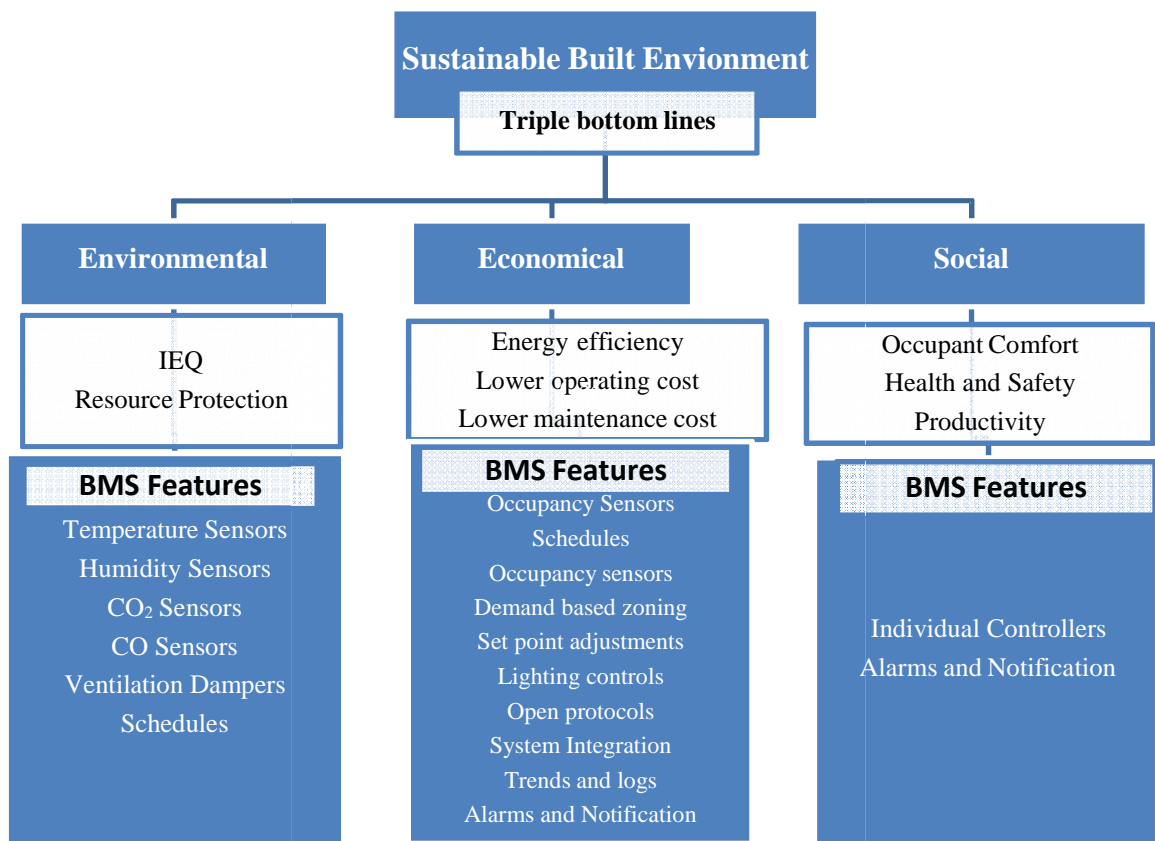 Sustainable Built Envionment
Triple bottom lines
Environmental
IEQ
Resource Protection
BMS Features
Temperature Sensors
Humidity Sensors
CO₂ Sensors
CO Sensors
Ventilation Dampers
Schedules
Economical
Energy efficiency
Lower operating cost
Lower maintenance cost
BMS Features
Occupancy Sensors
Schedules
Occupancy sensors
Demand based zoning
Set point adjustments
Lighting controls
Open protocols
System Integration
Trends and logs
Alarms and Notification
Social
Occupant Comfort
Health and Safety
Productivity
BMS Features
Individual Controllers
Alarms and Notification